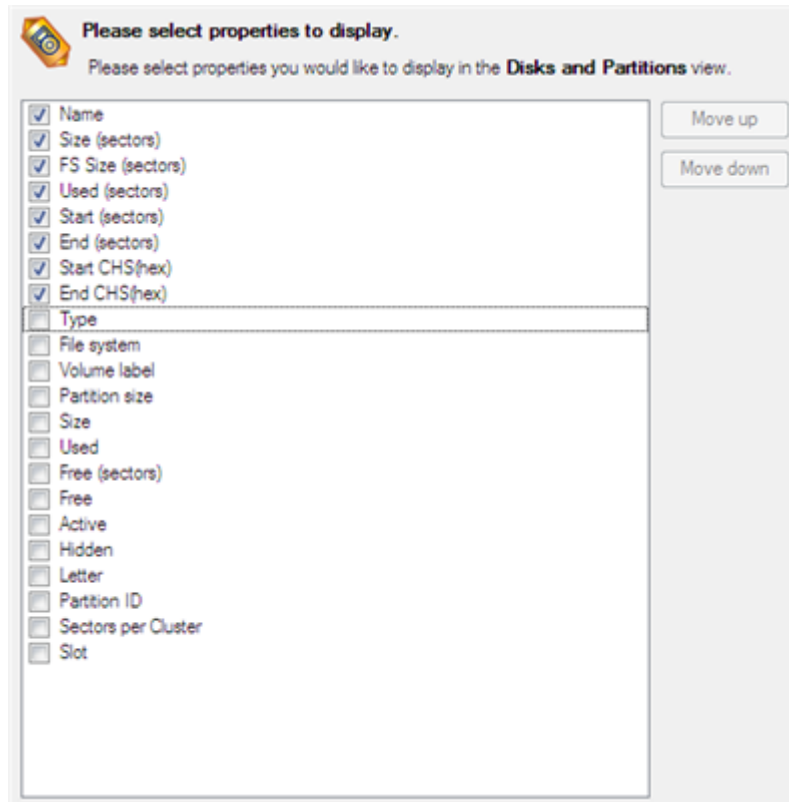 Please select properties to display.
Please select properties you would like to display in the Disks and Partitions view.
Name
Size (sectors)
FS Size (sectors)
Used (sectors)
Start (sectors)
End (sectors)
Start CHS(hex)
End CHS(hex)
Type
File system
Volume label
Partition size
Size
Used
Free (sectors)
Free
Active
Hidden
Letter
Partition ID
Sectors per Cluster
Slot
Move up
Move down